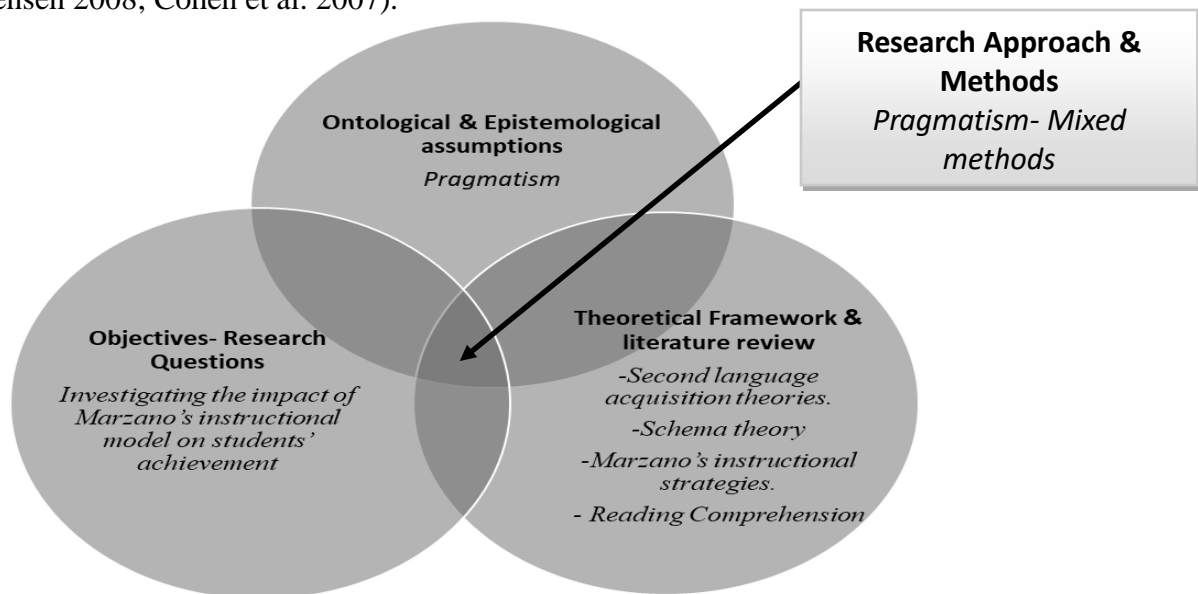 ensen 2008; Cohen et al. 2007).
Research Approach &
Methods
Pragmatism- Mixed
methods
Ontological & Epistemological
assumptions
Pragmatism
Objectives- Research
Questions
Investigating the impact of
Marzano’s instructional
model on students’
achievement
Theoretical Framework &
literature review
-Second language
acquisition theories.
-Schema theory
-Marzano’s instructional
strategies.
- Reading Comprehension